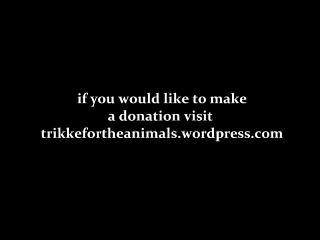 if you would like to make
a donation visit
trikkefortheanimals.wordpress.com